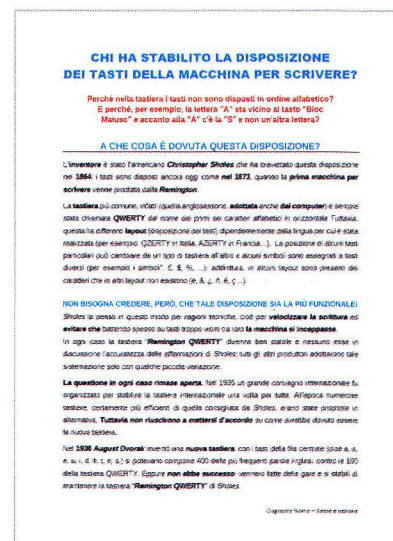 CHI HA STABILITO LA DISPOSIZIONE
DEI TASTI DELLA MACCHINA PER SCRIVERE?
Perché nella tastiera i tasti non sono disposti in ordine alfabetico?
E perché, per esempio, la lettera "A" sta vicino al tasto "Bloc
Maiusc" e accanto alla "A" c'è la "S" e non un'altra lettera?
A CHE COSA È DOVUTA QUESTA DISPOSIZIONE?
L'inventore è stato l'americano Christopher Sholes che ha brevettato questa disposizione
nel 1864: i tasti sono disposti ancora oggi come nel 1873, quando la prima macchina per
scrivere venne prodotta dalla Remington.
La tastiera più comune, infatti (quella anglosassone, adottata anche dai computer) è sempre
stata chiamata QWERTY dal nome dei primi sei caratteri alfabetici in orizzontale. Tuttavia,
questa ha differenti layout (disposizione dei tasti) dipendentemente dalla lingua per cui è stata
realizzata (per esempio: QZERTY in Italia, AZERTY in Francia...). La posizione di alcuni tasti
particolari può cambiare da un tipo di tastiera all'altro e alcuni simboli sono assegnati a tasti
diversi (per esempio i simboli", £, $, %, ...): addirittura, in alcuni layout sono presenti dei
caratteri che in altri layout non esistono
NON BISOGNA CREDERE, PERÒ, CHE TALE DISPOSIZIONE SIA LA PIÙ FUNZIONALE!
Sholes la pensò in questo modo per ragioni tecniche, cioè per velocizzare la scrittura ed
evitare che battendo spesso su tasti troppo vicini tra loro la macchina si inceppasse.
In ogni caso la tastiera "Remington QWERTY" divenne ben stabile e nessuno mise in
discussione l'accuratezza delle affermazioni di Sholes: tutti gli altri produttori adottarono tale
sistemazione solo con qualche piccola variazione.
La questione in ogni caso rimase aperta. Nel 1905 un grande convegno internazionale fu
organizzato per stabilire la tastiera internazionale una volta per tutte. All'epoca numerose
tastiere, certamente più efficienti di quella consigliata da Sholes, erano state proposte in
alternativa. Tuttavia non riuscirono a mettersi d'accordo su come avrebbe dovuto essere
la nuova tastiera.
Nel 1936 August Dvorak inventò una nuova tastiera: con i tasti della fila centrale (cioè a, o,
e, u, i, d, h, t, n, s,) si potevano comporre 400 delle più frequenti parole inglesi, contro le 100
della tastiera QWERTY. Eppure non ebbe successo: vennero fatte delle gare e si stabilì di
mantenere la tastiera "Remington QWERTY" di Sholes.
Cognome Nome – classe e sezione